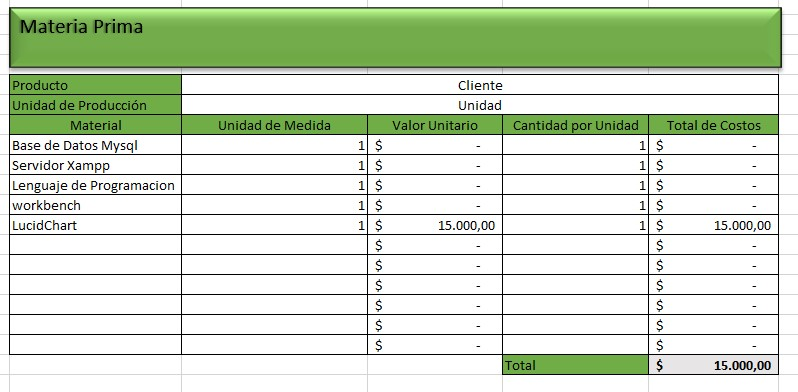 Materia Prima
Producto Cliente
Unidad de Producción Unidad
Material Unidad de Medida Valor Unitario Cantidad por Unidad Total de Costos
Base de Datos Mysql 1 $ - 1 $ -
Servidor Xampp 1 $ - 1 $ -
Lenguaje de Programacion 1 $ - 1 $ -
workbench 1 $ - 1 $ -
LucidChart 1 $ 15.000,00 1 $ 15.000,00
$ - $ -
$ - $ -
$ - $ -
$ - $ -
$ - $ -
$ - $ -
Total $ 15.000,00